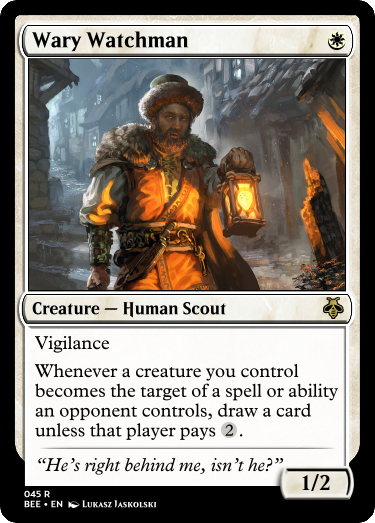 Wary Watchman
Creature — Human Scout
Vigilance
Whenever a creature you control
becomes the target of a spell or ability
an opponent controls, draw a card
unless that player pays 2.
“He's right behind me, isn't he?”
1/2
045 R
BEE • EN Lukasz Jaskolski